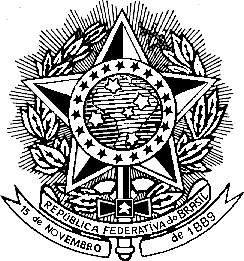 REPÚBLICA FEDERATIVA do BRASIL
15 de NOVEMBRO de 1889